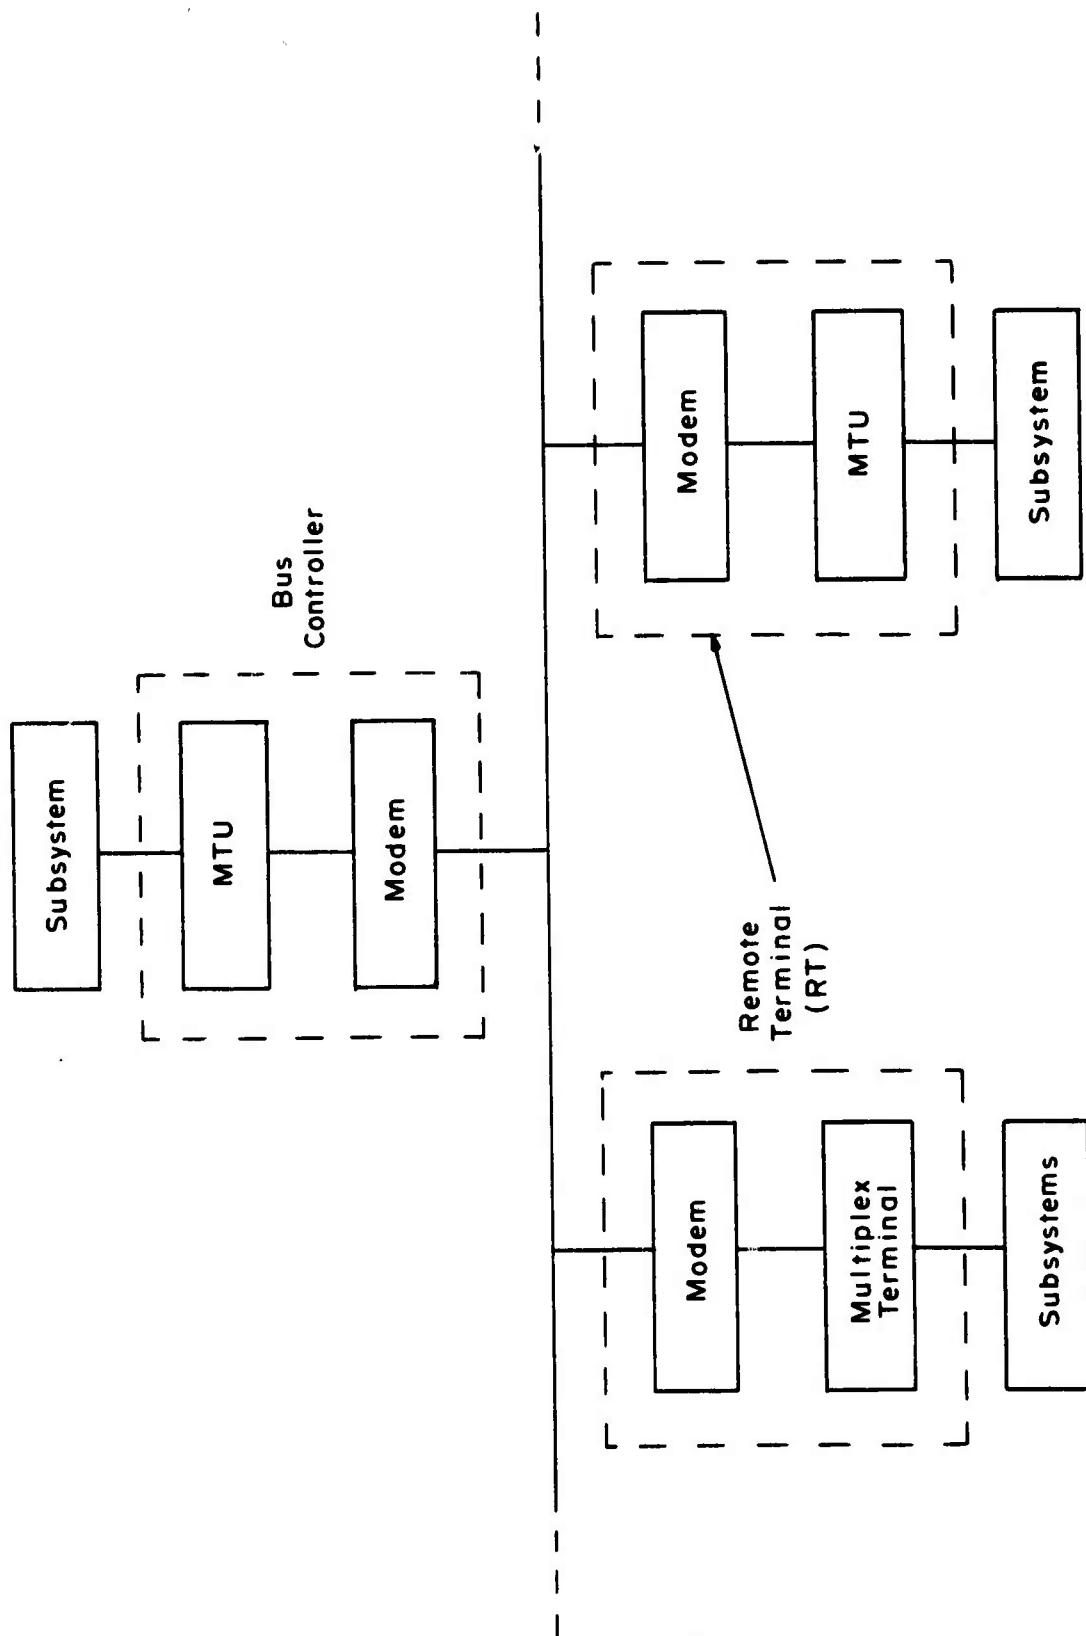 Subsystem
MTU
Modem
Bus
Controller
Modem
Multiplex
Terminal
Subsystems
Remote
Terminal
(RT)
Modem
MTU
Subsystem